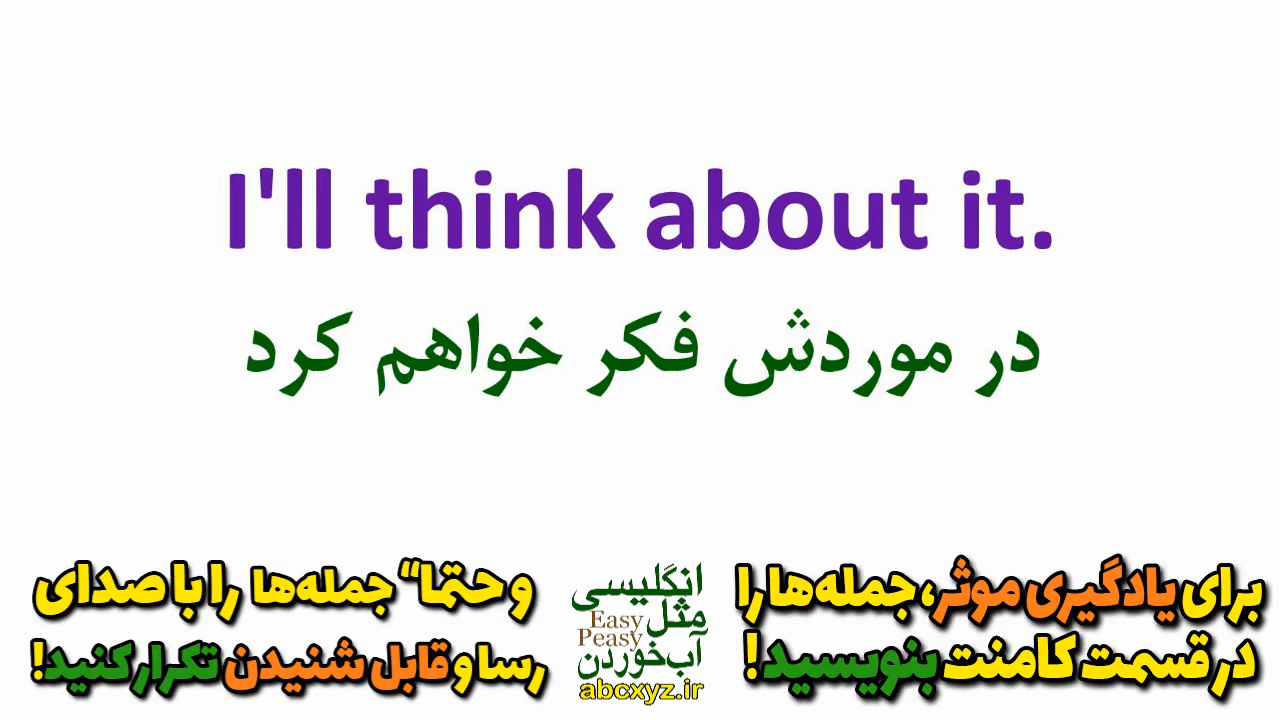 I'll think about it.
در موردش فکر خواهم کرد
برای یادگیری موثر، جمله‌ها را
در قسمت کامنت بنویسید!
انگلیسی
مثل
Easy
Peasy
آب خوردن
abcxyz.ir
و حتما“ جمله‌ها را با صدای
رسا و قابل شنیدن تکرار کنید!